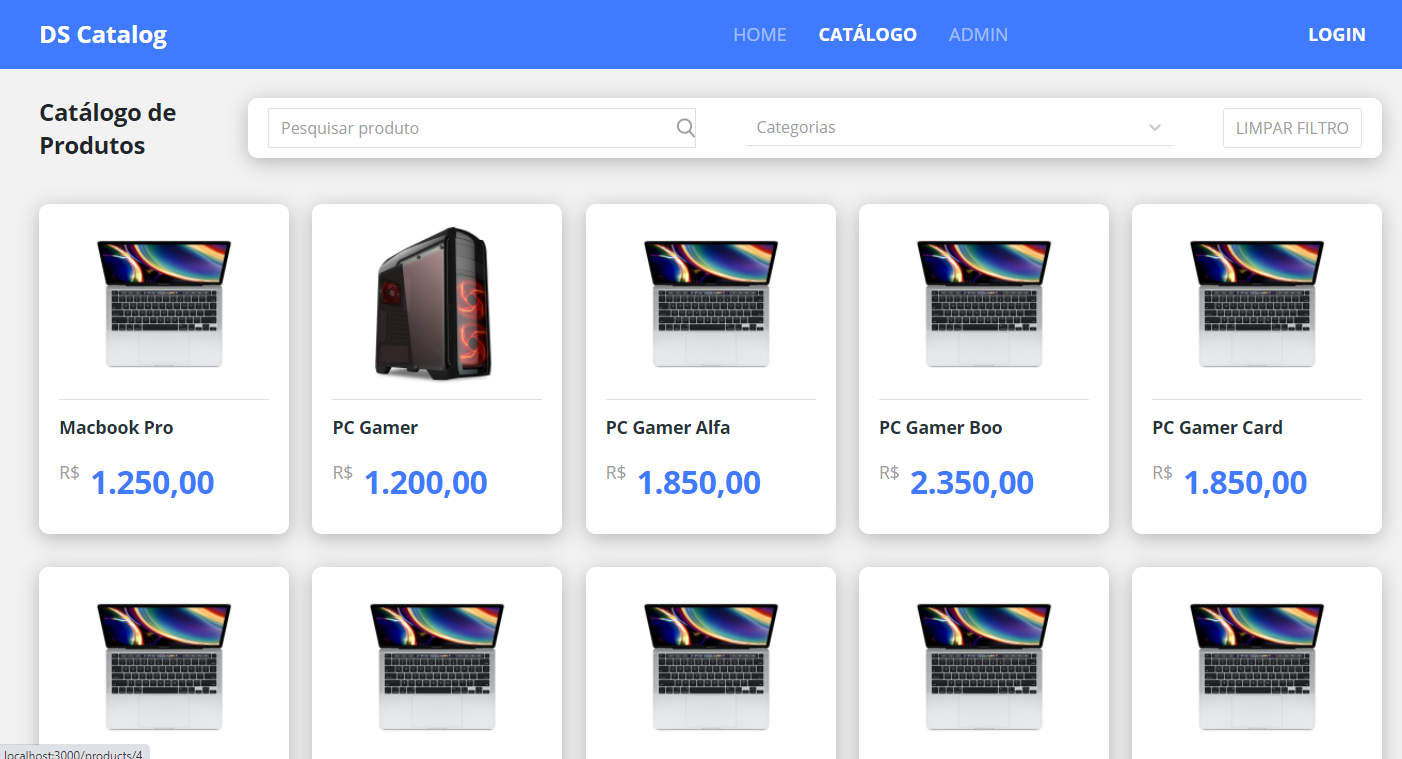 DS Catalog
HOME CATÁLOGO ADMIN
LOGIN
Catálogo de
Produtos
Pesquisar produto
Categorias
LIMPAR FILTRO
Macbook Pro
R$ 1.250,00
PC Gamer
R$ 1.200,00
PC Gamer Alfa
R$ 1.850,00
PC Gamer Boo
R$ 2.350,00
PC Gamer Card
R$ 1.850,00
localhost:3000/products/4